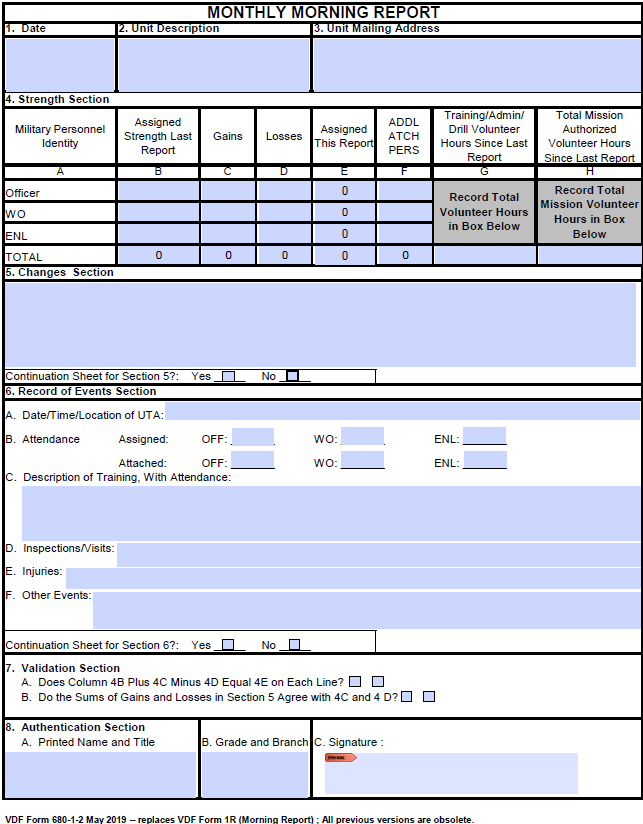 MONTHLY MORNING REPORT
1. Date
2. Unit Description
3. Unit Mailing Address
4. Strength Section
Military Personnel
Identity
Assigned
Strength Last
Report
Gains
Losses
Assigned
This Report
ADDL
ATCH
PERS
Training/Admin/
Drill Volunteer
Hours Since Last
Report
Total Mission
Authorized
Volunteer Hours
Since Last Report
A B C D E F G H
Officer 0
WO 0
ENL 0
Record Total
Volunteer Hours
in Box Below
Record Total
Mission Volunteer
Hours in Box
Below
TOTAL 0 0 0 0 0
5. Changes Section
Continuation Sheet for Section 5?: Yes No
6. Record of Events Section
A. Date/Time/Location of UTA:
B. Attendance Assigned: OFF: WO: ENL:
Attached: OFF: WO: ENL:
C. Description of Training, With Attendance:
D. Inspections/Visits:
E. Injuries:
F. Other Events:
Continuation Sheet for Section 6?: Yes No
7. Validation Section
A. Does Column 4B Plus 4C Minus 4D Equal 4E on Each Line?
B. Do the Sums of Gains and Losses in Section 5 Agree with 4C and 4 D?
8. Authentication Section
A. Printed Name and Title
B. Grade and Branch
C. Signature :
VDF Form 680-1-2 May 2019 -- replaces VDF Form 1R (Morning Report) ; All previous versions are obsolete.